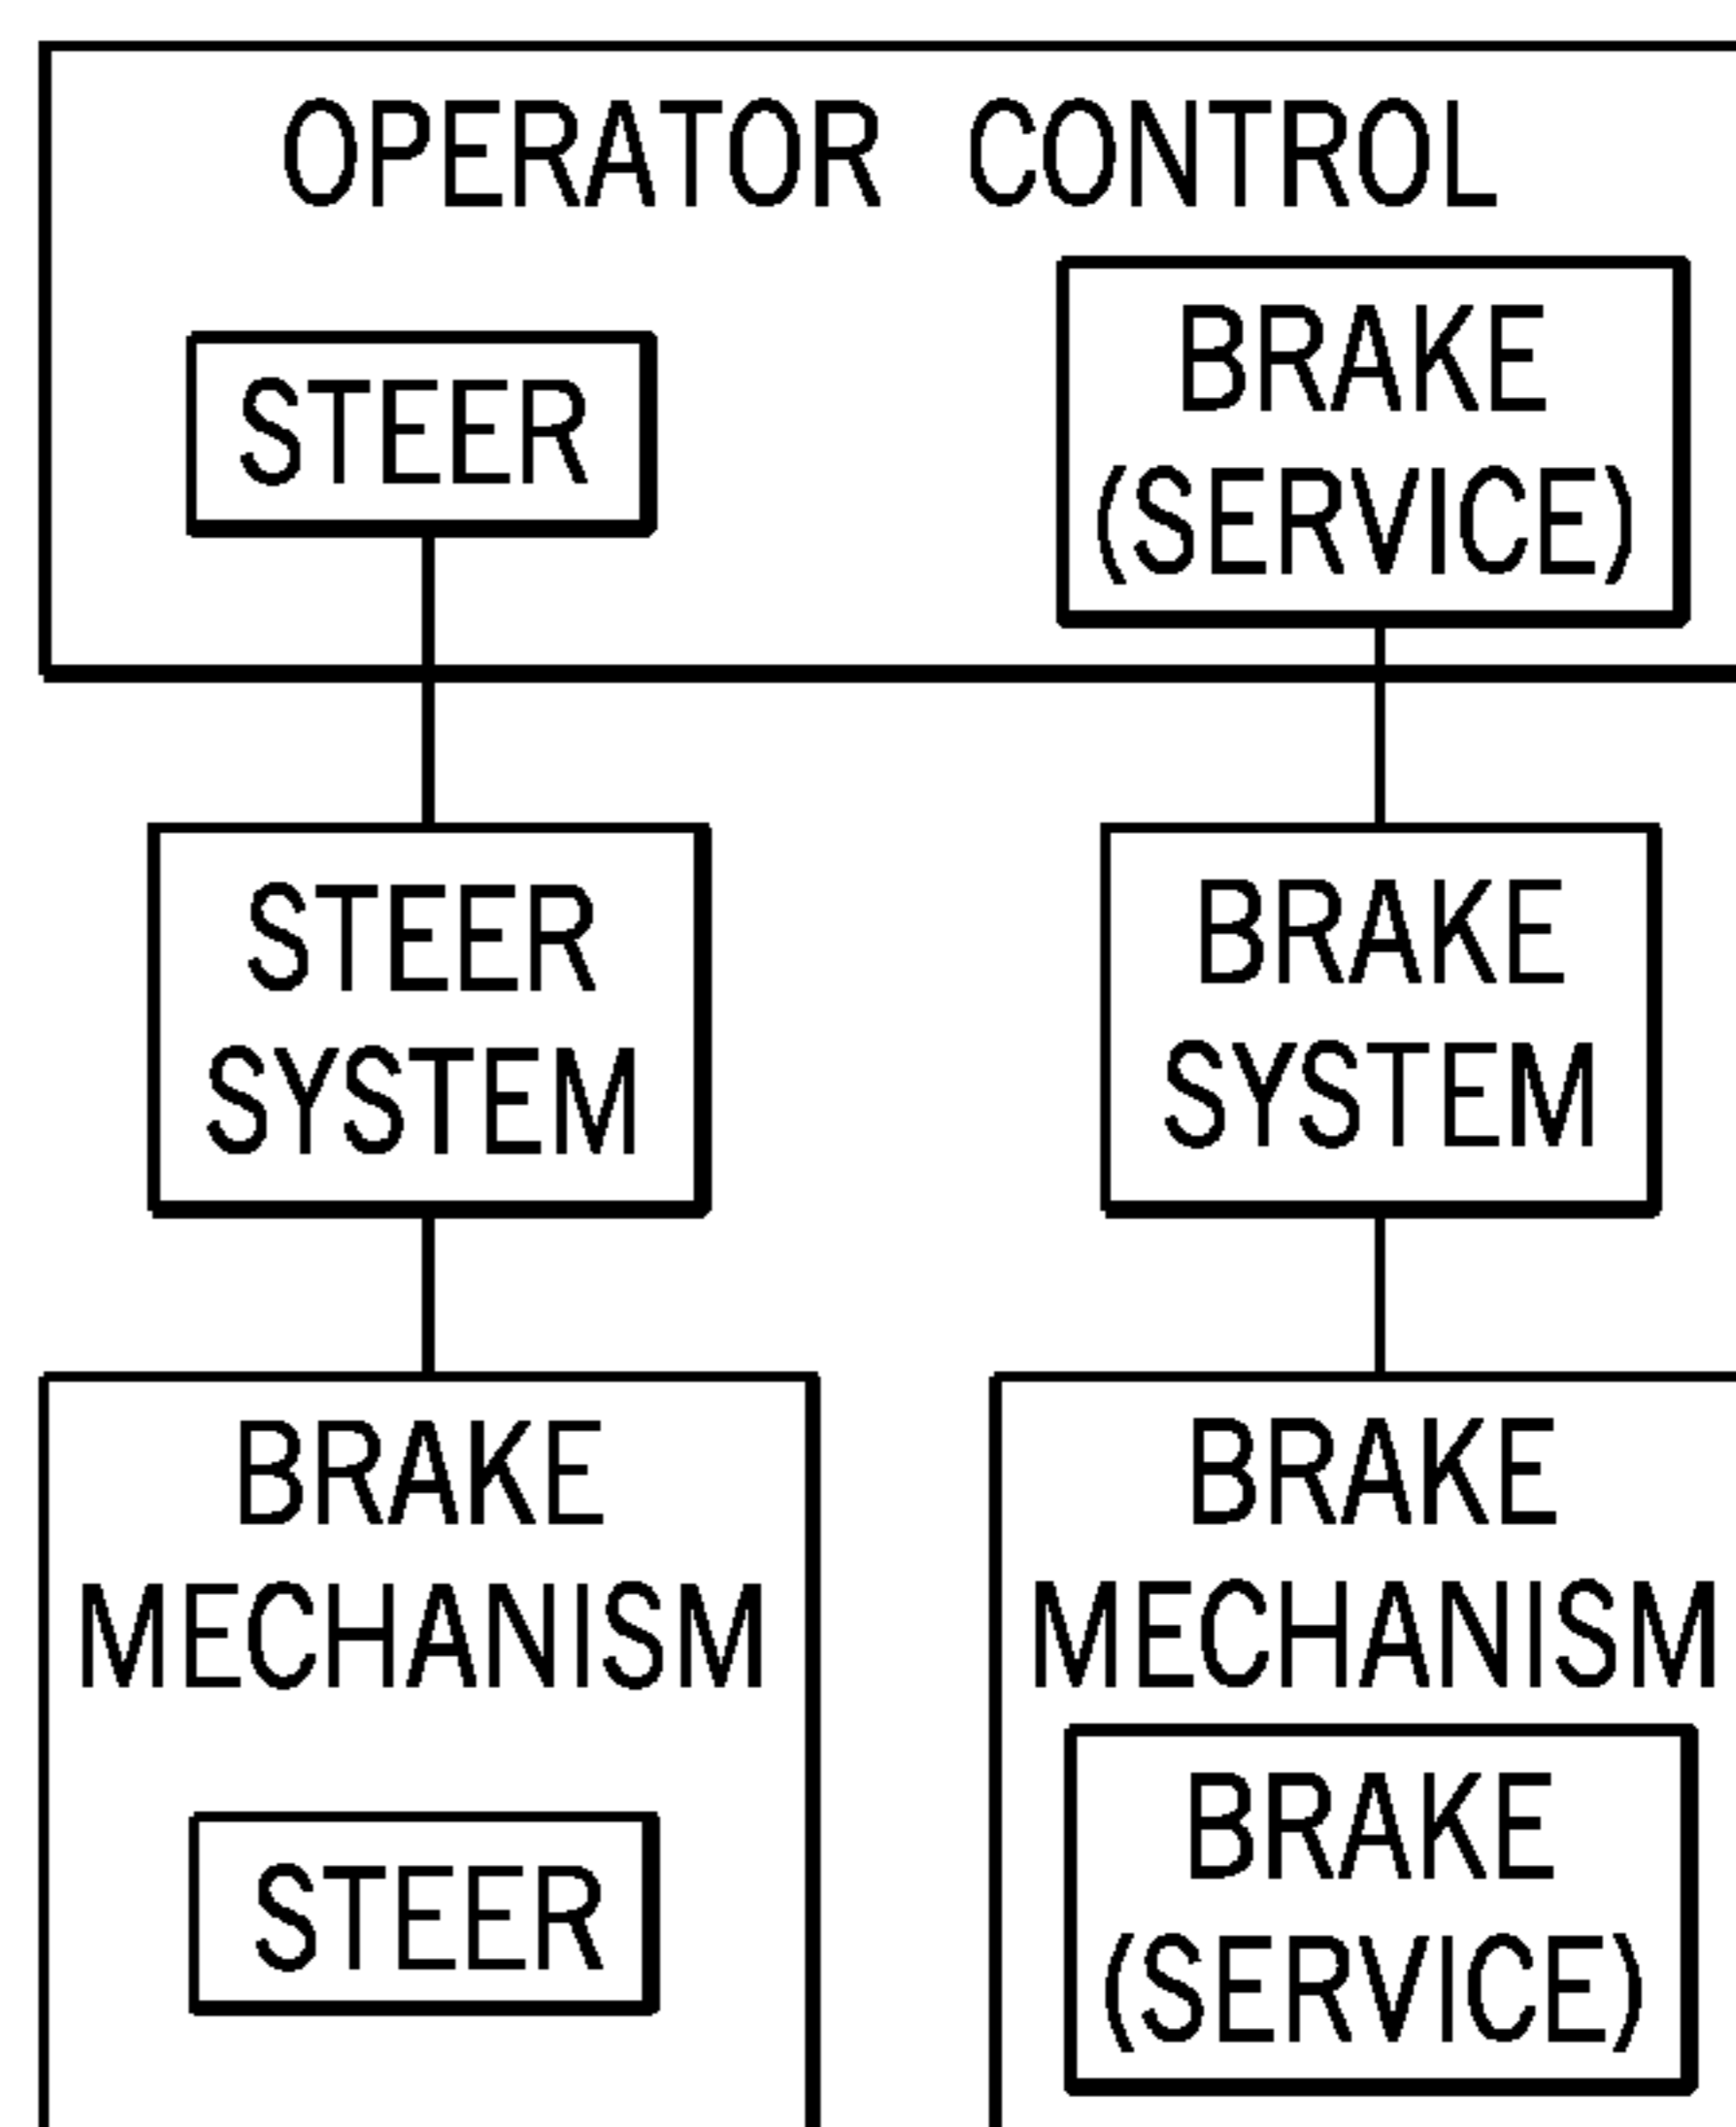 OPERATOR CONTROL
STEER
BRAKE
(SERVICE)
STEER
SYSTEM
BRAKE
SYSTEM
BRAKE
MECHANISM
STEER
BRAKE
MECHANISM
BRAKE
(SERVICE)